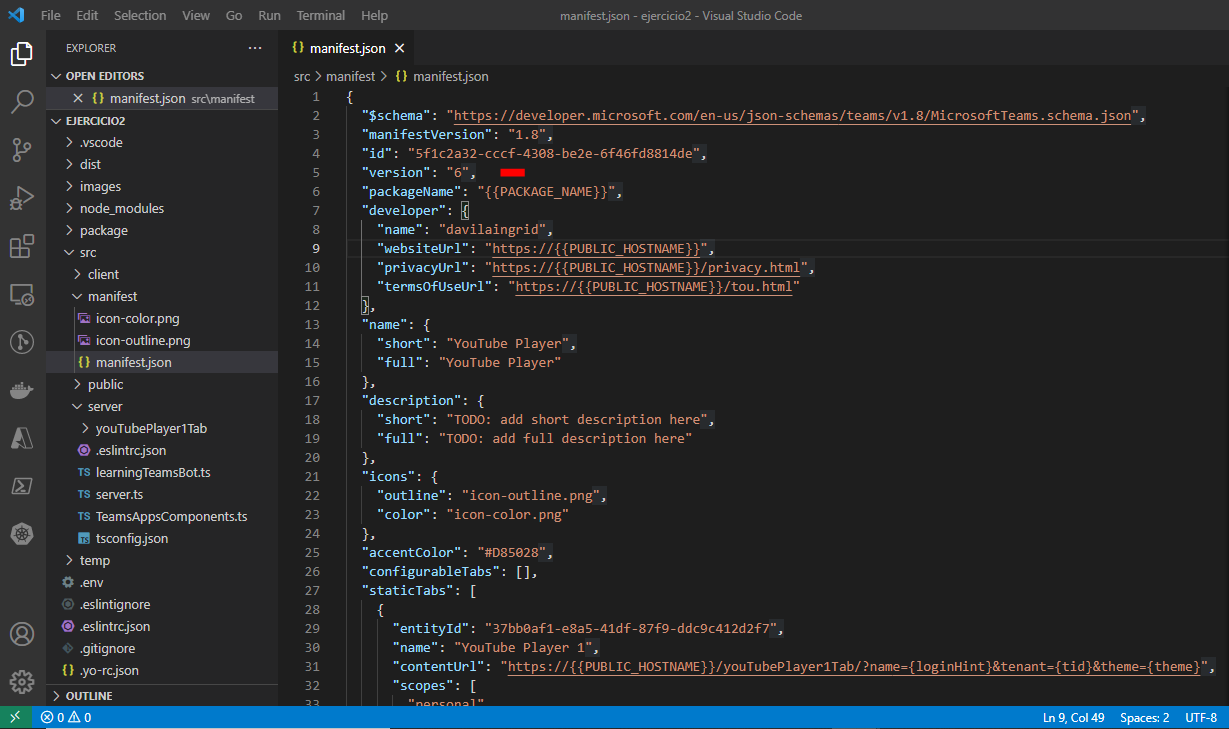 File Edit Selection View Go Run Terminal Help manifest.json - ejercicio2 - Visual Studio Code
EXPLORER ···
OPEN EDITORS
manifest.json src\manifest
EJERCICIO2
.vscode
dist
images
node_modules
package
src
client
manifest
icon-color.png
icon-outline.png
manifest.json
public
server
youTubePlayer1Tab
.eslintrc.json
TS learningTeamsBot.ts
TS server.ts
TS TeamsAppsComponents.ts
tsconfig.json
temp
.env
.eslintignore
.eslintrc.json
.gitignore
{} .yo-rc.json
OUTLINE
{} manifest.json
src > manifest > {} manifest.json
1 {
2 "$schema": "https://developer.microsoft.com/en-us/json-schemas/teams/v1.8/MicrosoftTeams.schema.json",
3 "manifestVersion": "1.8",
4 "id": "5f1c2a32-cccf-4308-be2e-6f46fd8814de",
5 "version": "6",
6 "packageName": "{{PACKAGE_NAME}}",
7 "developer": {
8 "name": "davilaingrid",
9 "websiteUrl": "https://{{PUBLIC_HOSTNAME}}",
10 "privacyUrl": "https://{{PUBLIC_HOSTNAME}}/privacy.html",
11 "termsOfUseUrl": "https://{{PUBLIC_HOSTNAME}}/tou.html"
12 },
13 "name": {
14 "short": "YouTube Player",
15 "full": "YouTube Player"
16 },
17 "description": {
18 "short": "TODO: add short description here",
19 "full": "TODO: add full description here"
20 },
21 "icons": {
22 "outline": "icon-outline.png",
23 "color": "icon-color.png"
24 },
25 "accentColor": "#D85028",
26 "configurableTabs": [],
27 "staticTabs": [
28 {
29 "entityId": "37bb0af1-e8a5-41df-87f9-ddc9c412d2f7",
30 "name": "YouTube Player 1",
31 "contentUrl": "https://{{PUBLIC_HOSTNAME}}/youTubePlayer1Tab/?name={loginHint}&tenant={tid}&theme={theme}",
32 "scopes": [
33 "personal"
0 0 Ln 9, Col 49 Spaces: 2 UTF-8